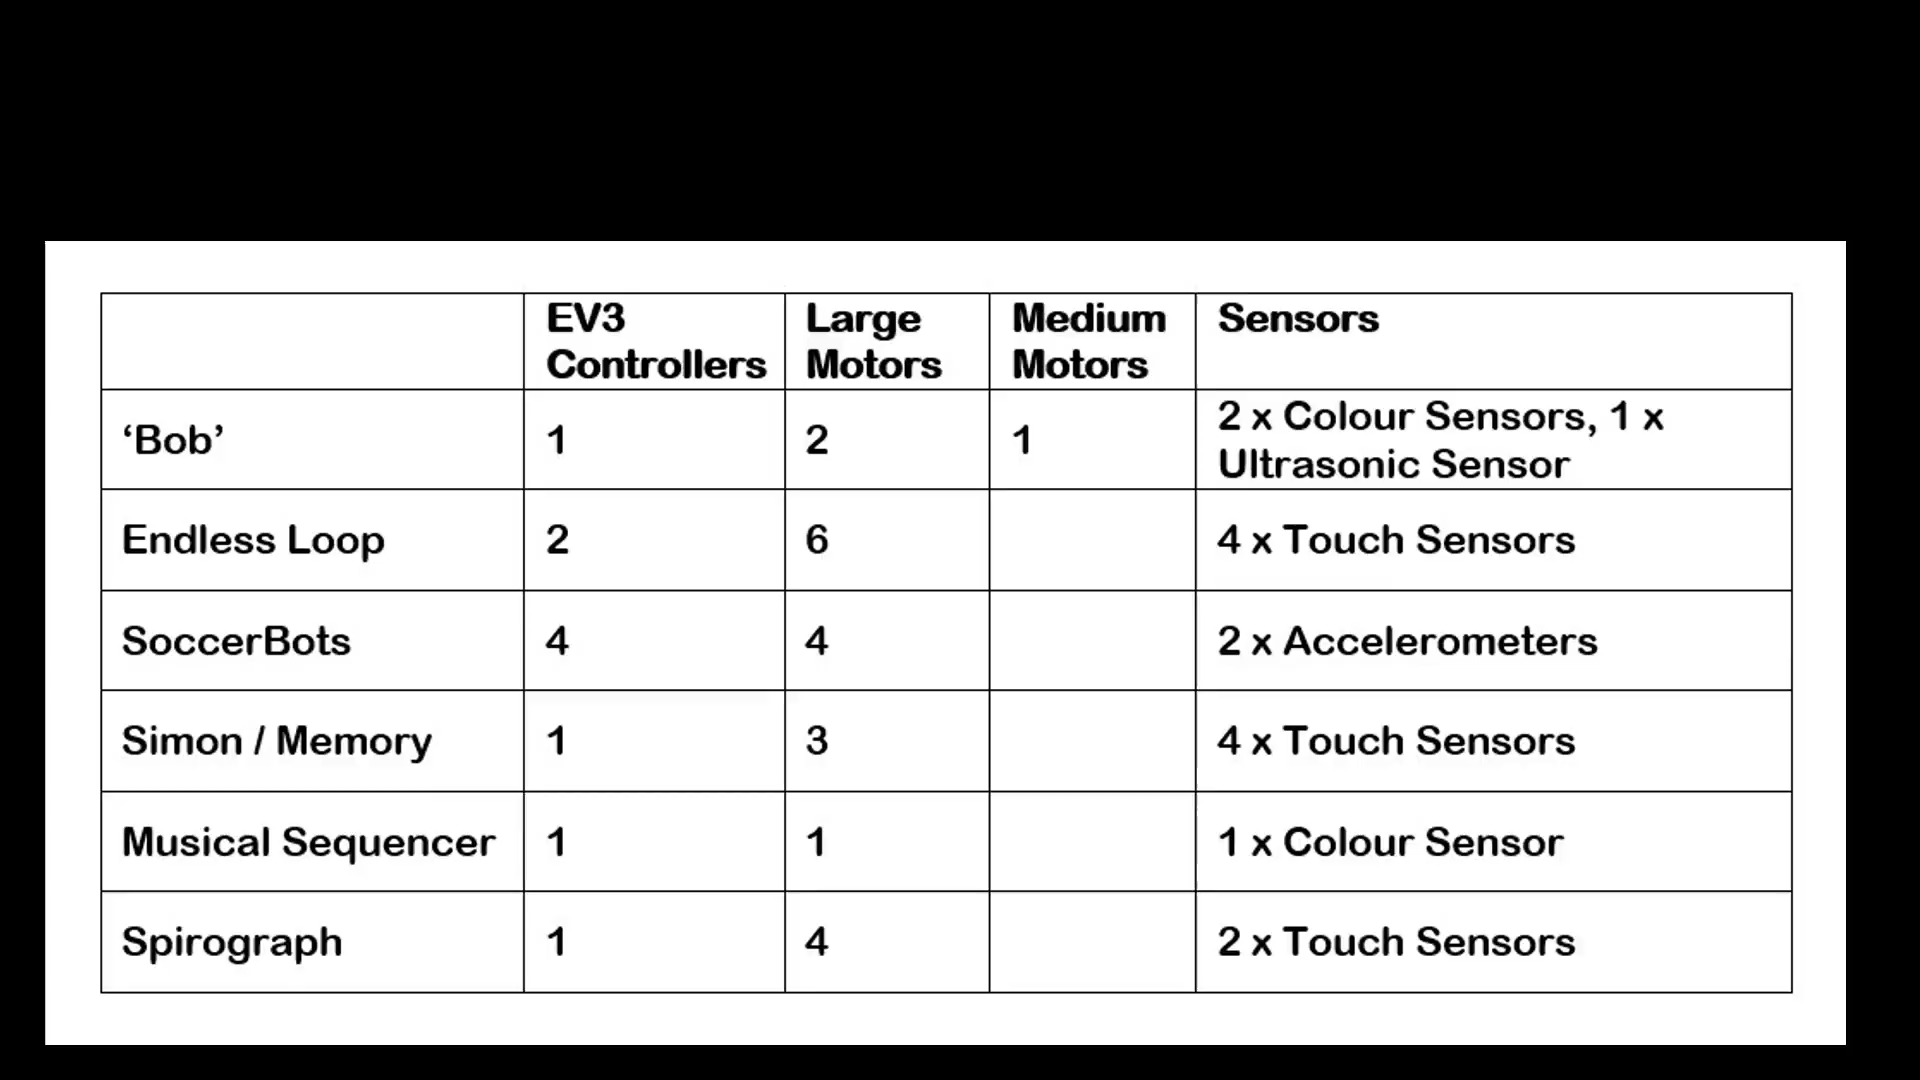 EV3 Controllers Large Motors Medium Motors Sensors
‘Bob’ 1 2 1 2 x Colour Sensors, 1 x Ultrasonic Sensor
Endless Loop 2 6 4 x Touch Sensors
SoccerBots 4 4 2 x Accelerometers
Simon / Memory 1 3 4 x Touch Sensors
Musical Sequencer 1 1 1 x Colour Sensor
Spirograph 1 4 2 x Touch Sensors